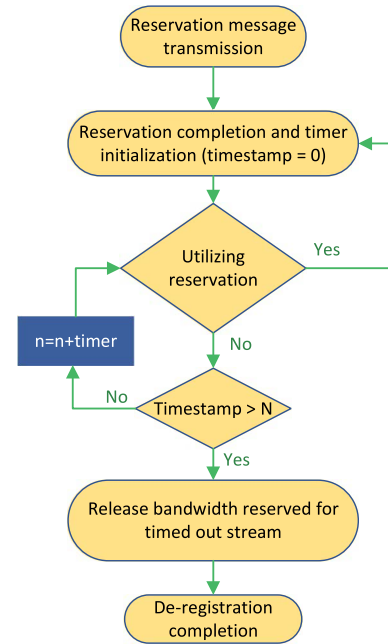 Reservation message
transmission
Reservation completion and timer
initialization (timestamp = 0)
Utilizing
reservation
Yes
No
n=n+timer
Timestamp > N
No
Yes
Release bandwidth reserved for
timed out stream
De-registration
completion